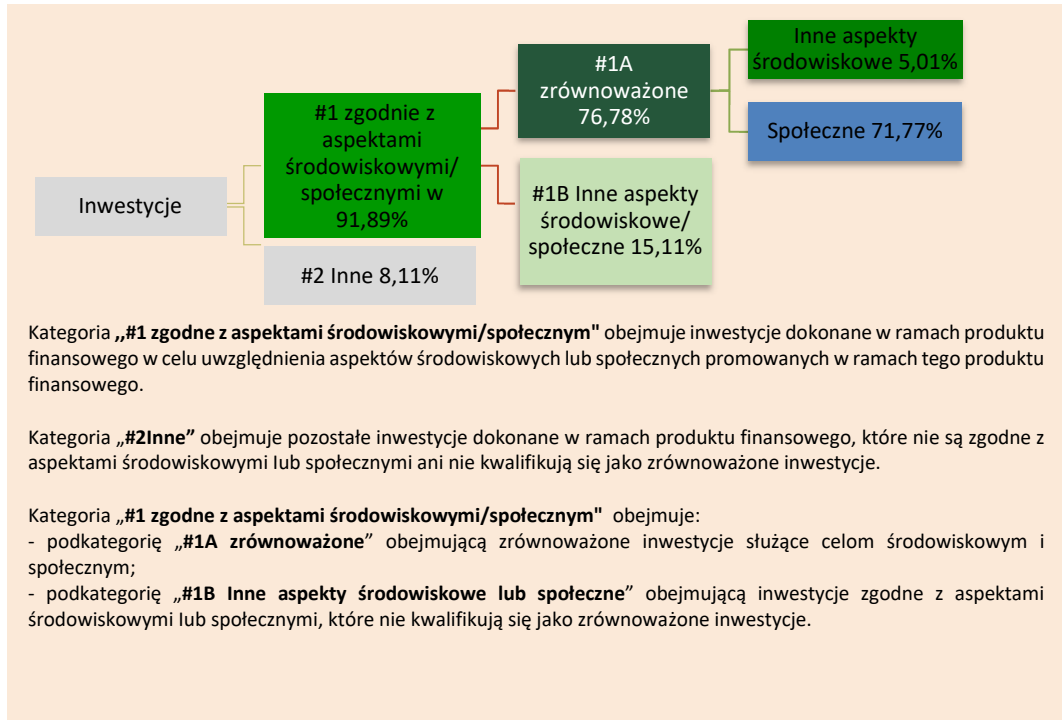 Inwestycje
#1 zgodnie z
aspektami
środowiskowymi/
społecznymi w
91,89%
#2 Inne 8,11%
#1A
zrównoważone
76,78%
#1B Inne aspekty
środowiskowe/
społeczne 15,11%
Inne aspekty
środowiskowe 5,01%
Społeczne 71,77%
Kategoria ,,#1 zgodne z aspektami środowiskowymi/społecznym" obejmuje inwestycje dokonane w ramach produktu
finansowego w celu uwzględnienia aspektów środowiskowych lub społecznych promowanych w ramach tego produktu
finansowego.
Kategoria „#2Inne” obejmuje pozostałe inwestycje dokonane w ramach produktu finansowego, które nie są zgodne z
aspektami środowiskowymi lub społecznymi ani nie kwalifikują się jako zrównoważone inwestycje.
Kategoria „#1 zgodne z aspektami środowiskowymi/społecznym" obejmuje:
- podkategorię „#1A zrównoważone” obejmującą zrównoważone inwestycje służące celom środowiskowym i
społecznym;
- podkategorię „#1B Inne aspekty środowiskowe lub społeczne” obejmującą inwestycje zgodne z aspektami
środowiskowymi lub społecznymi, które nie kwalifikują się jako zrównoważone inwestycje.